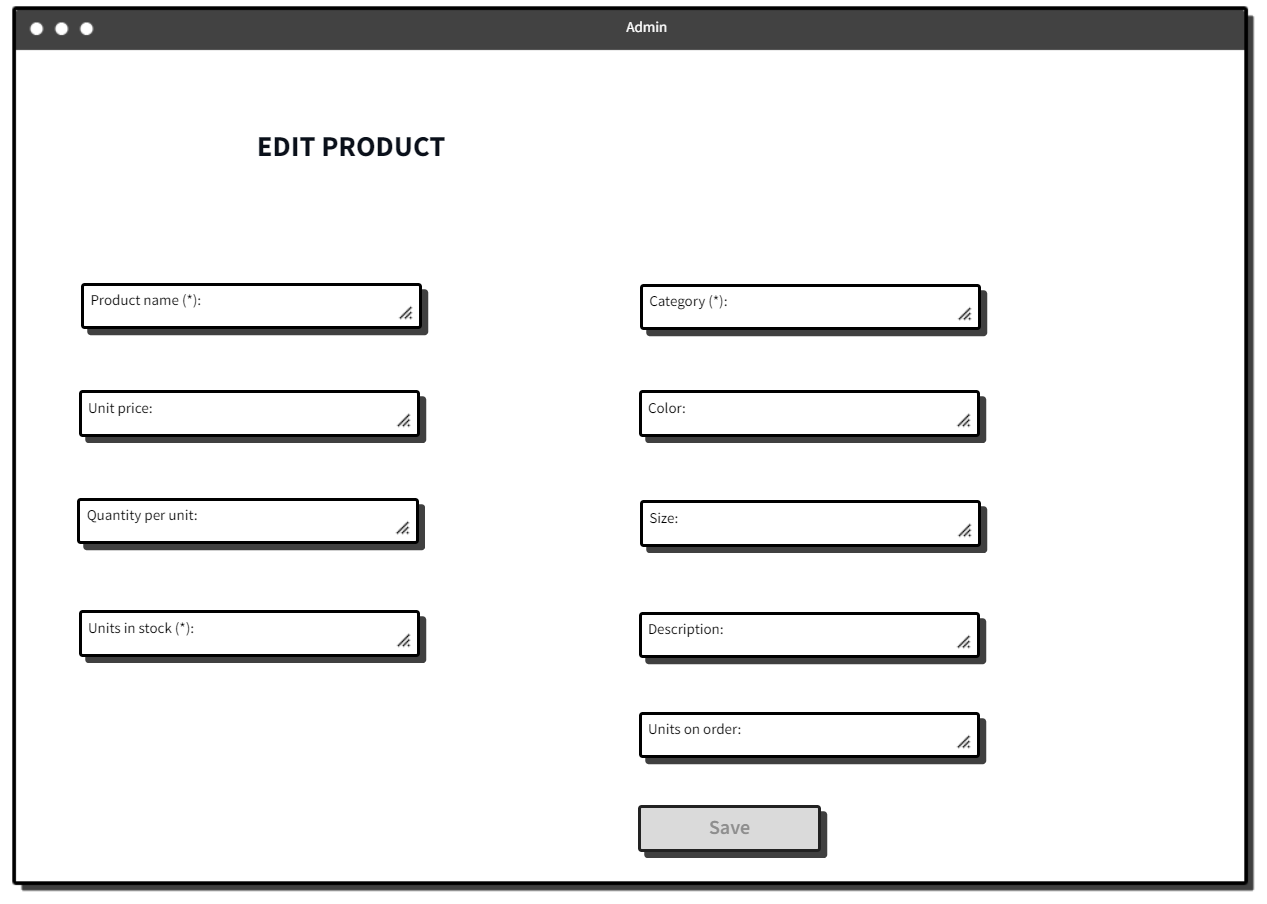 Admin
EDIT PRODUCT
Product name (*):
Category (*):
Unit price:
Color:
Quantity per unit:
Size:
Units in stock (*):
Description:
Units on order:
Save